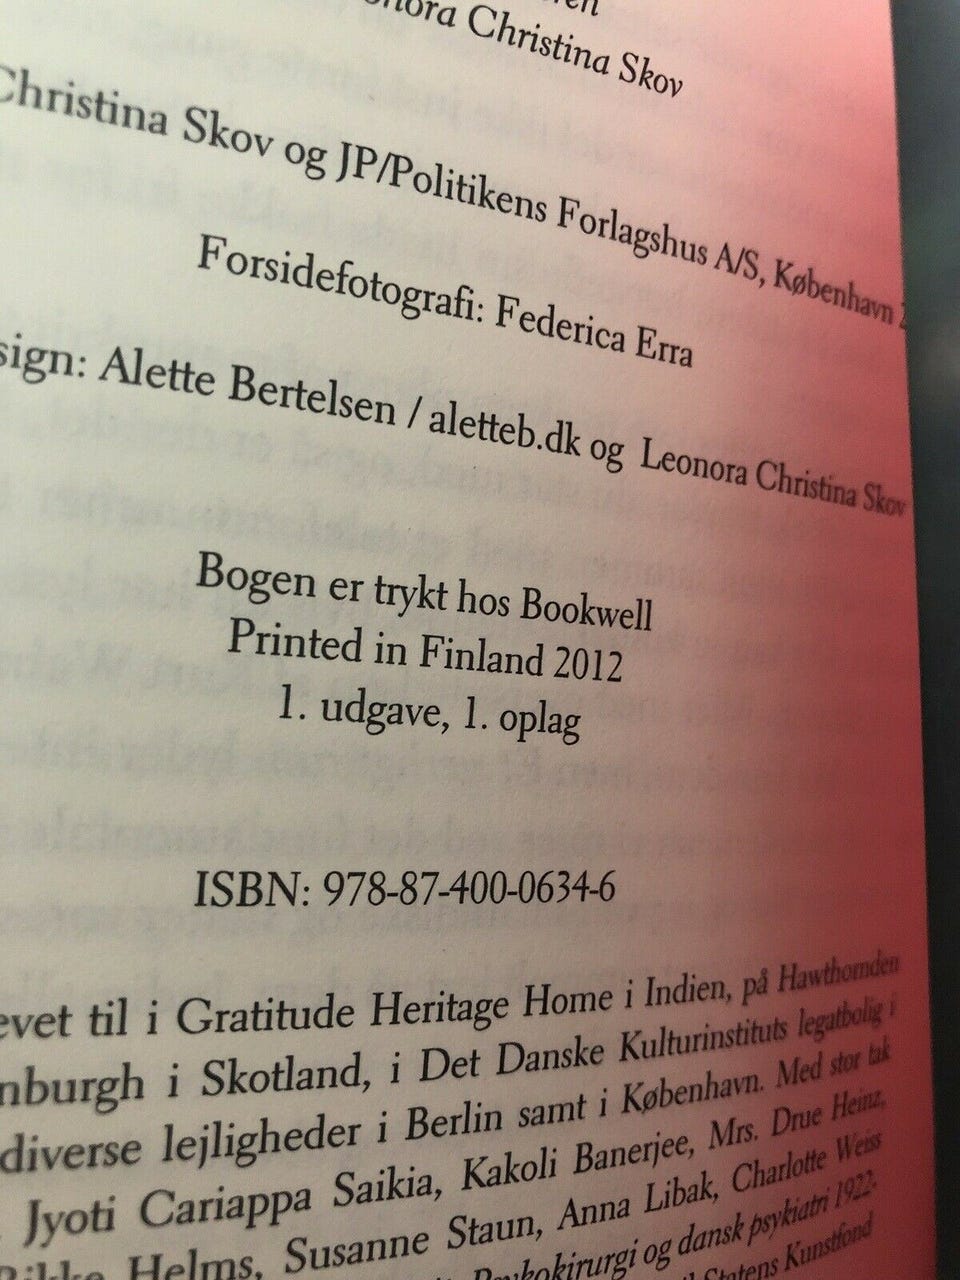 Christina Skov
Christina Skov og JP/Politikens Forlagshus A/S, København
Forsidefotografi: Federica Erra
sign: Alette Bertelsen / aletteb.dk og Leonora Christina Skov
Bogen er trykt hos Bookwell
Printed in Finland 2012
1. udgave, 1. oplag
ISBN: 978-87-400-0634-6
evet til i Gratitude Heritage Home i Indien, på Hawthornden
nburgh i Skotland, i Det Danske Kulturinstituts legatbolig i
diverse lejligheder i Berlin samt i København. Med stor tak
Jyoti Cariappa Saikia, Kakoli Banerjee, Mrs. Drue Heinz,
Rikke Helms, Susanne Staun, Anna Libak, Charlotte Weiss
Psykokirurgi og dansk psykiatri 1922-
Statens Kunstfond